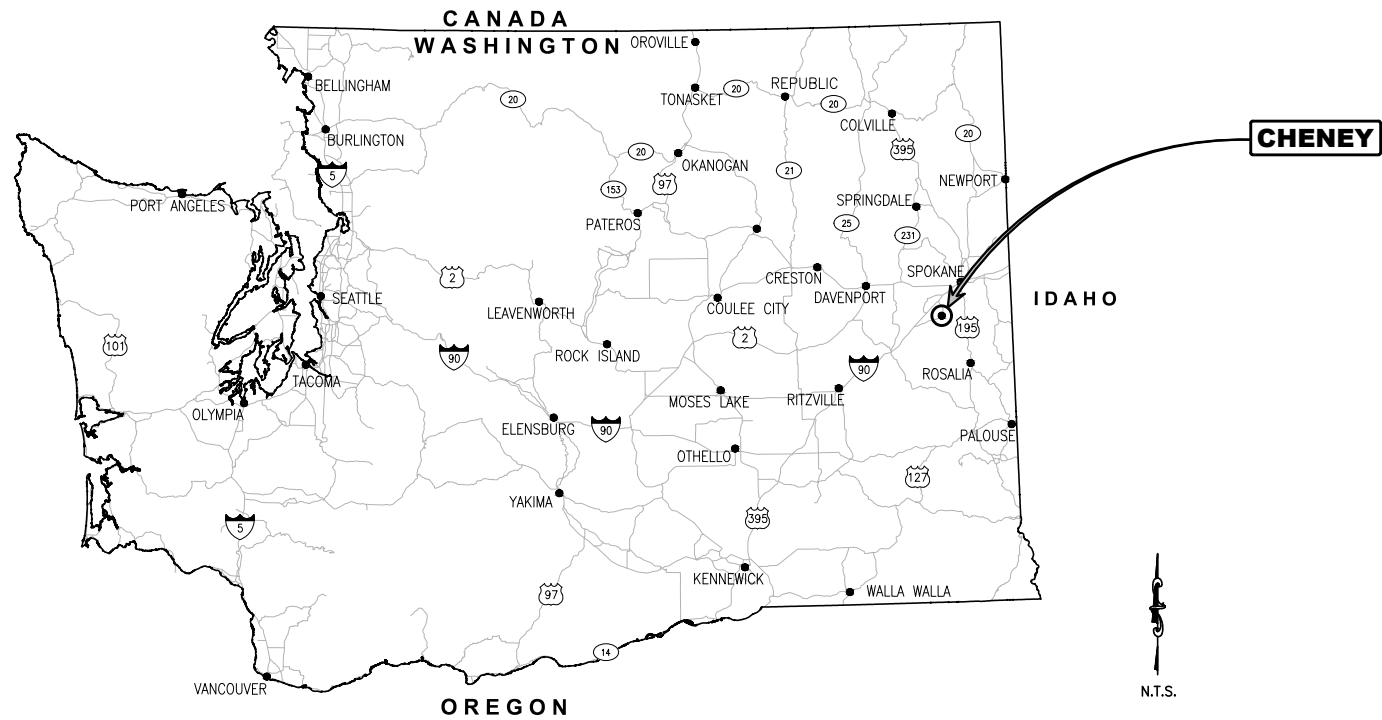 CANADA
WASHINGTON
OROVILLE
BELLINGHAM
TONASKET
20
REPUBLIC
20
20
COLVILLE
CHENEY
BURLINGTON
20
395
20
OKANOGAN
5
97
21
NEWPORT
153
SPRINGDALE
PORT ANGELES
PATEROS
25
231
SPOKANE
2
CRESTON
DAVENPORT
SEATTLE
LEAVENWORTH
COULEE CITY
IDAHO
195
101
2
90
ROCK ISLAND
90
ROSALIA
TACOMA
MOSES LAKE
RITZVILLE
OLYMPIA
ELENSBURG
90
PALOUSE
OTHELLO
127
YAKIMA
5
395
KENNEWICK
WALLA WALLA
97
14
VANCOUVER
N.T.S.
OREGON